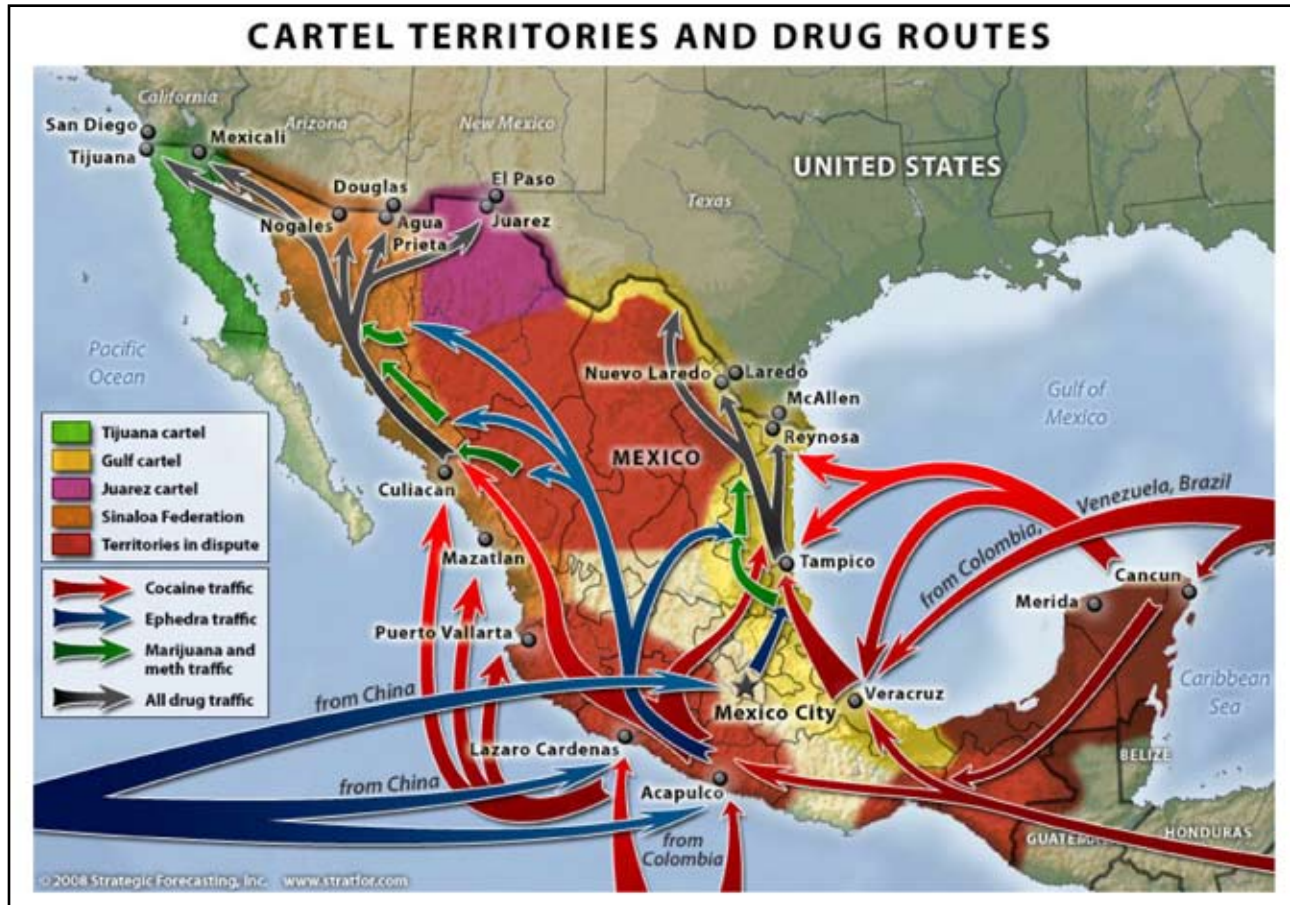 CARTEL TERRITORIES AND DRUG ROUTES
California
San Diego
Tijuana
Mexicali
Arizona
New Mexico
UNITED STATES
Douglas
El Paso
Nogales
Agua
Prieta
Juarez
Texas
Pacific
Ocean
Nuevo Laredo
Laredo
McAllen
Reynosa
Gulf of
Mexico
MEXICO
Culiacan
Mazatlan
Tampico
from Colombia,
Venezuela, Brazil
Cancun
Merida
Puerto Vallarta
from China
Mexico City
Veracruz
Caribbean
Sea
Lazaro Cardenas
BELIZE
from China
Acapulco
from
Colombia
HONDURAS
Tijuana cartel
Gulf cartel
Juarez cartel
Sinaloa Federation
Territories in dispute
Cocaine traffic
Ephedra traffic
Marijuana and
meth traffic
All drug traffic
© 2008 Strategic Forecasting, Inc. www.stratfor.com